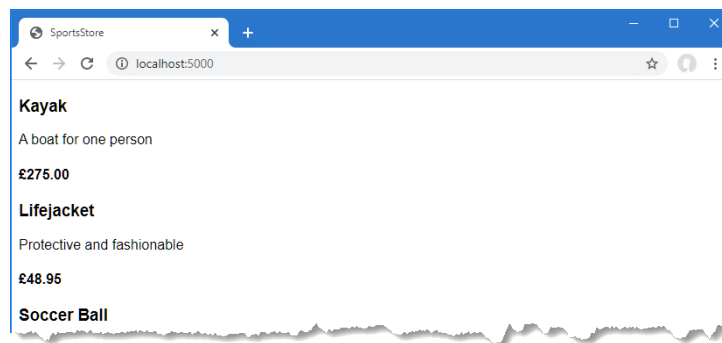 SportsStore
localhost:5000
Kayak
A boat for one person
£275.00
Lifejacket
Protective and fashionable
£48.95
Soccer Ball